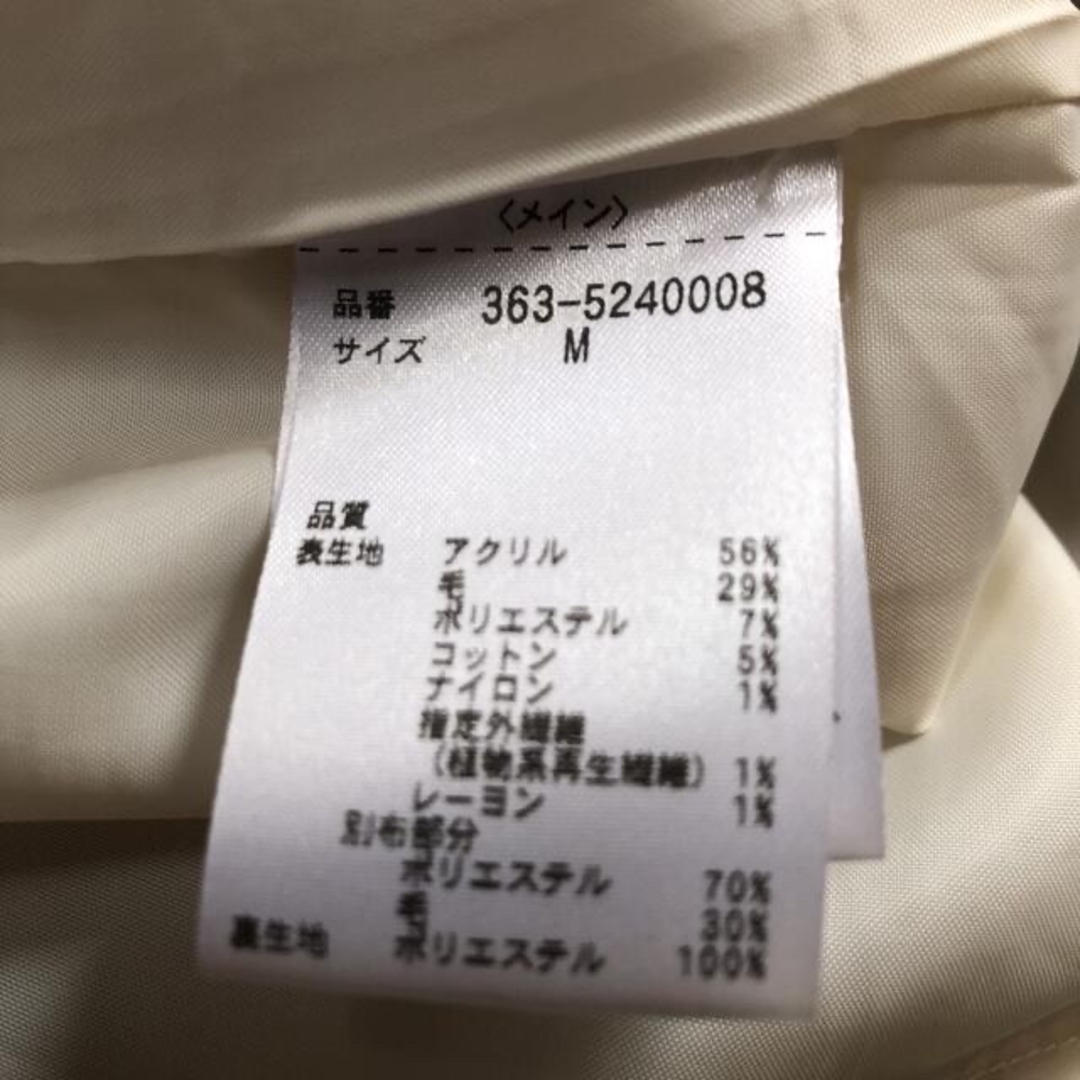 〈メイン〉
品番 363-5240008
サイズ M
品質
表生地 アクリル 56%
毛 29%
ポリエステル 7%
コットン 5%
ナイロン 1%
指定外繊維
(植物系再生繊維) 1%
レーヨン 1%
別布部分
ポリエステル 70%
毛 30%
裏生地 ポリエステル 100%